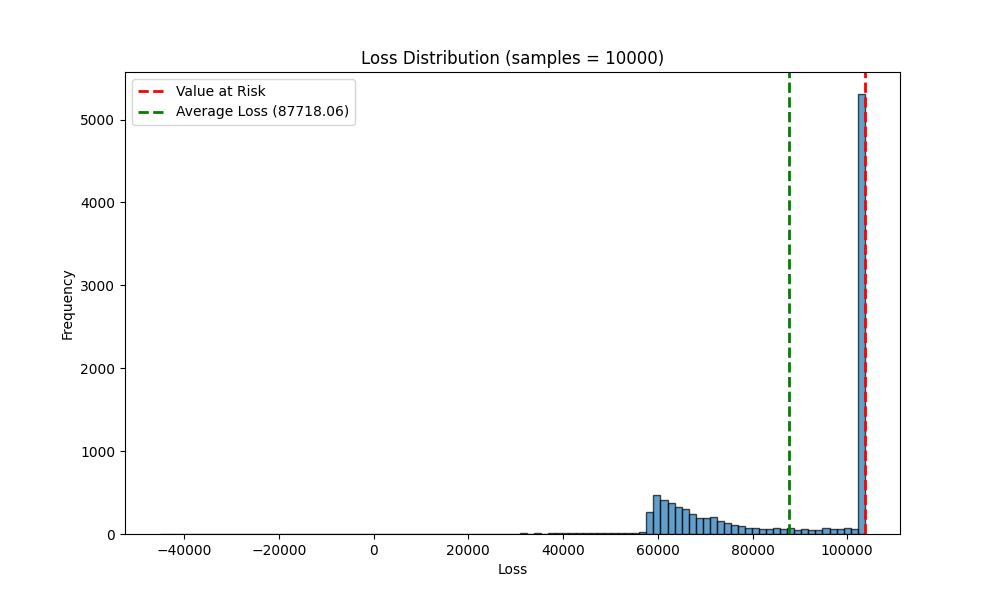 Loss Distribution (samples = 10000)
Value at Risk
Average Loss (87718.06)
5000
4000
3000
2000
1000
0
Frequency
−40000 −20000 0 20000 40000 60000 80000 100000
Loss